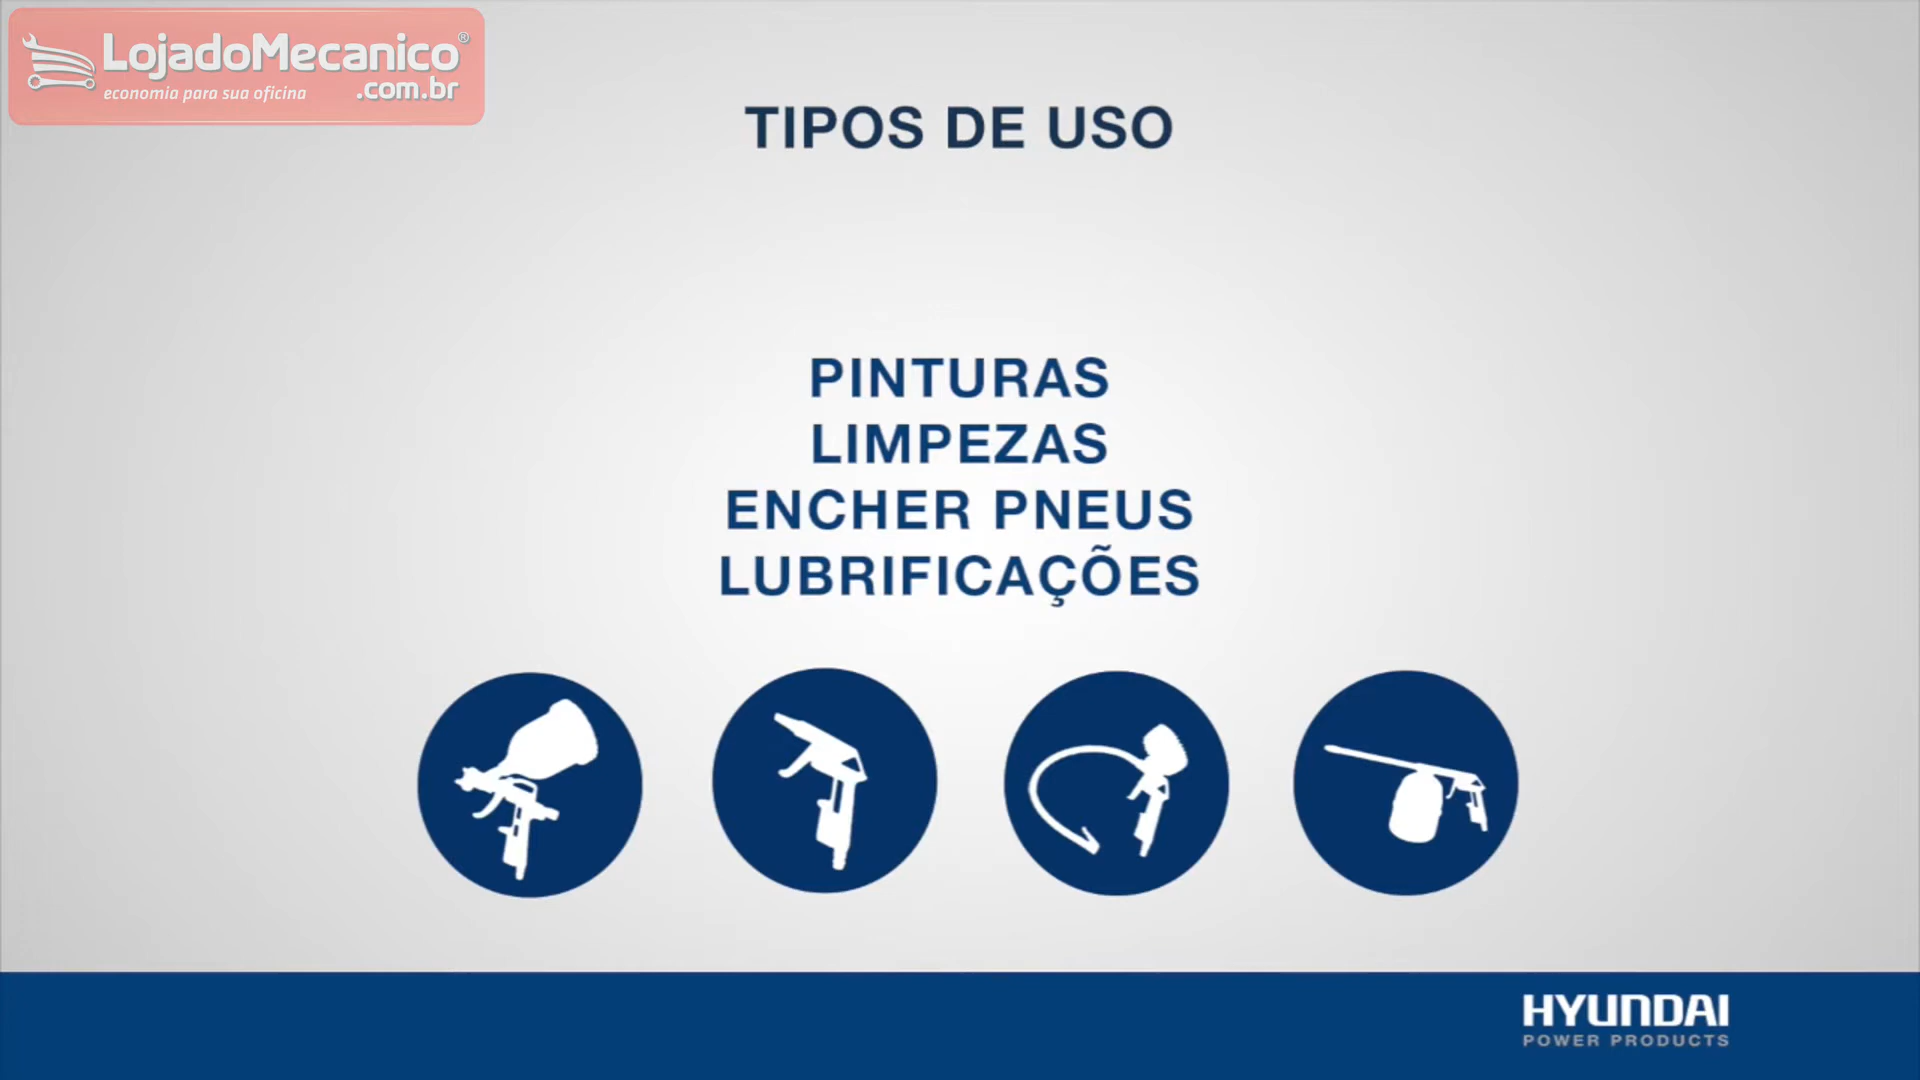 LojadoMecanico®
economia para sua oficina .com.br
TIPOS DE USO
PINTURAS
LIMPEZAS
ENCHER PNEUS
LUBRIFICAÇÕES
HYUNDAI
POWER PRODUCTS